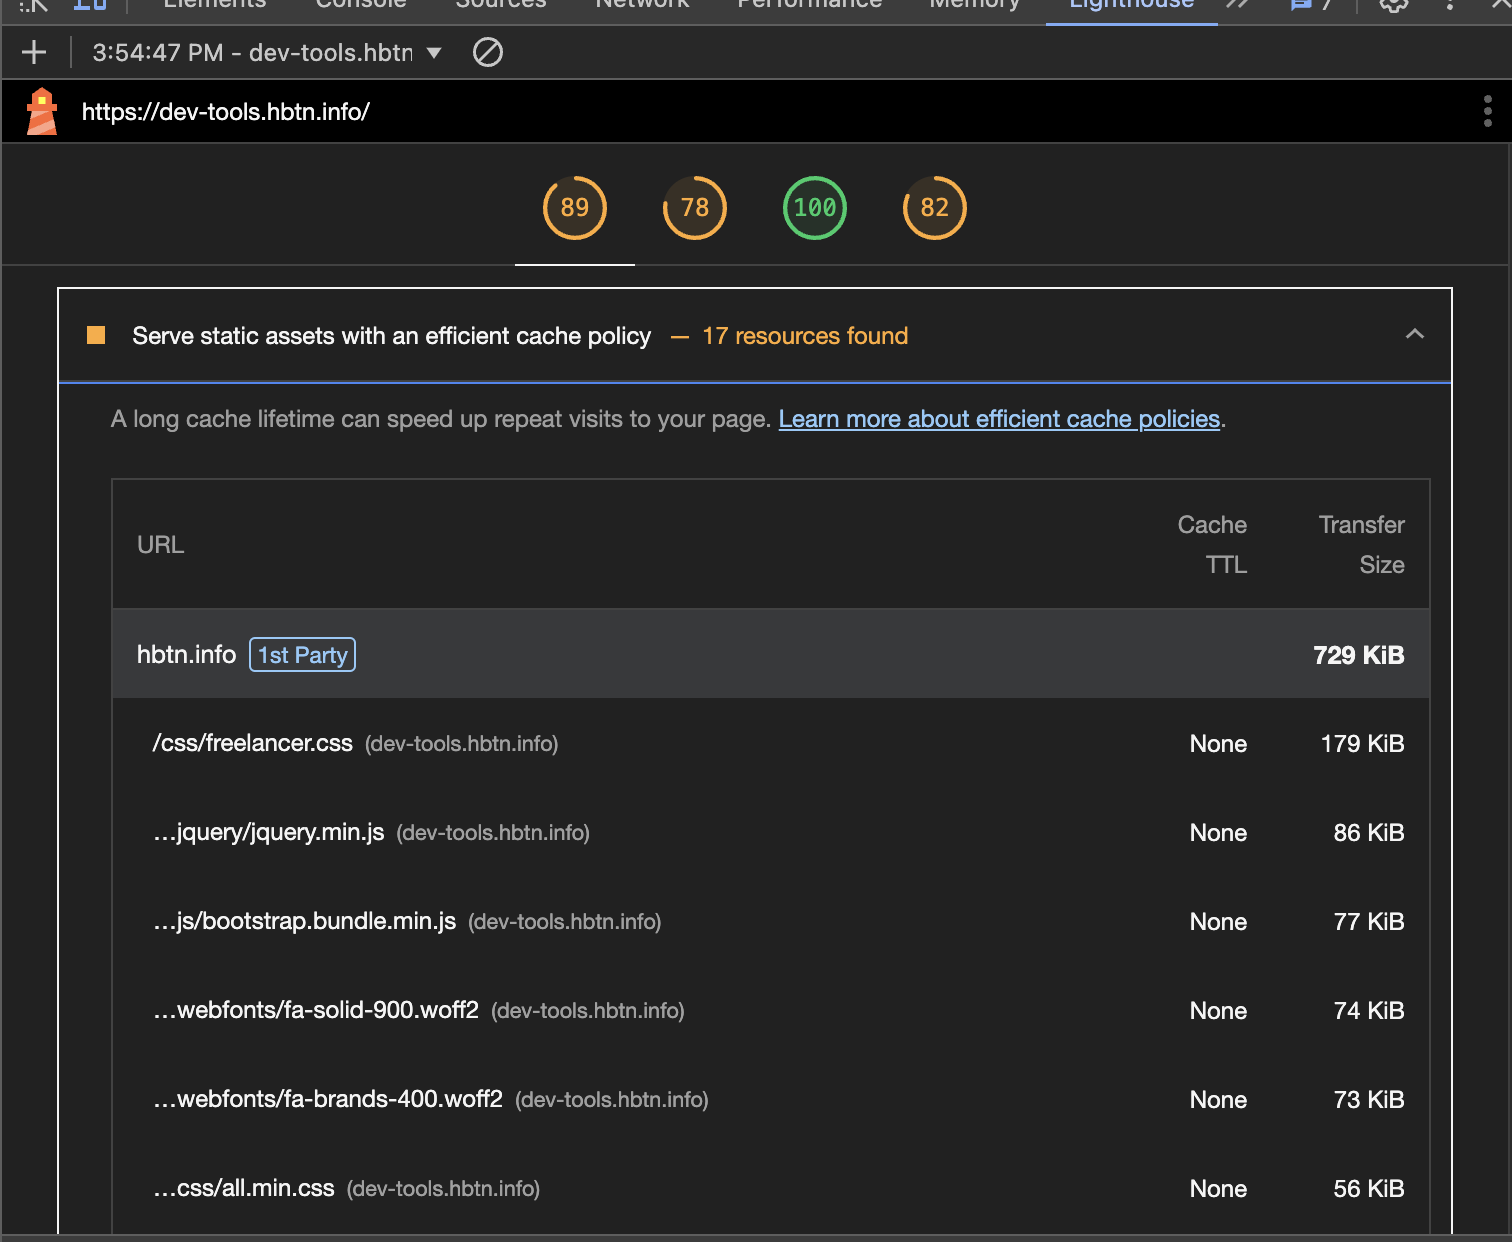 Elements Console Sources Network Performance Memory Lighthouse 7
3:54:47 PM - dev-tools.hbtn
https://dev-tools.hbtn.info/
89 78 100 82
Serve static assets with an efficient cache policy — 17 resources found
A long cache lifetime can speed up repeat visits to your page. Learn more about efficient cache policies.
URL Cache TTL Transfer Size
hbtn.info 1st Party 729 KiB
/css/freelancer.css (dev-tools.hbtn.info) None 179 KiB
…jquery/jquery.min.js (dev-tools.hbtn.info) None 86 KiB
…js/bootstrap.bundle.min.js (dev-tools.hbtn.info) None 77 KiB
…webfonts/fa-solid-900.woff2 (dev-tools.hbtn.info) None 74 KiB
…webfonts/fa-brands-400.woff2 (dev-tools.hbtn.info) None 73 KiB
…css/all.min.css (dev-tools.hbtn.info) None 56 KiB